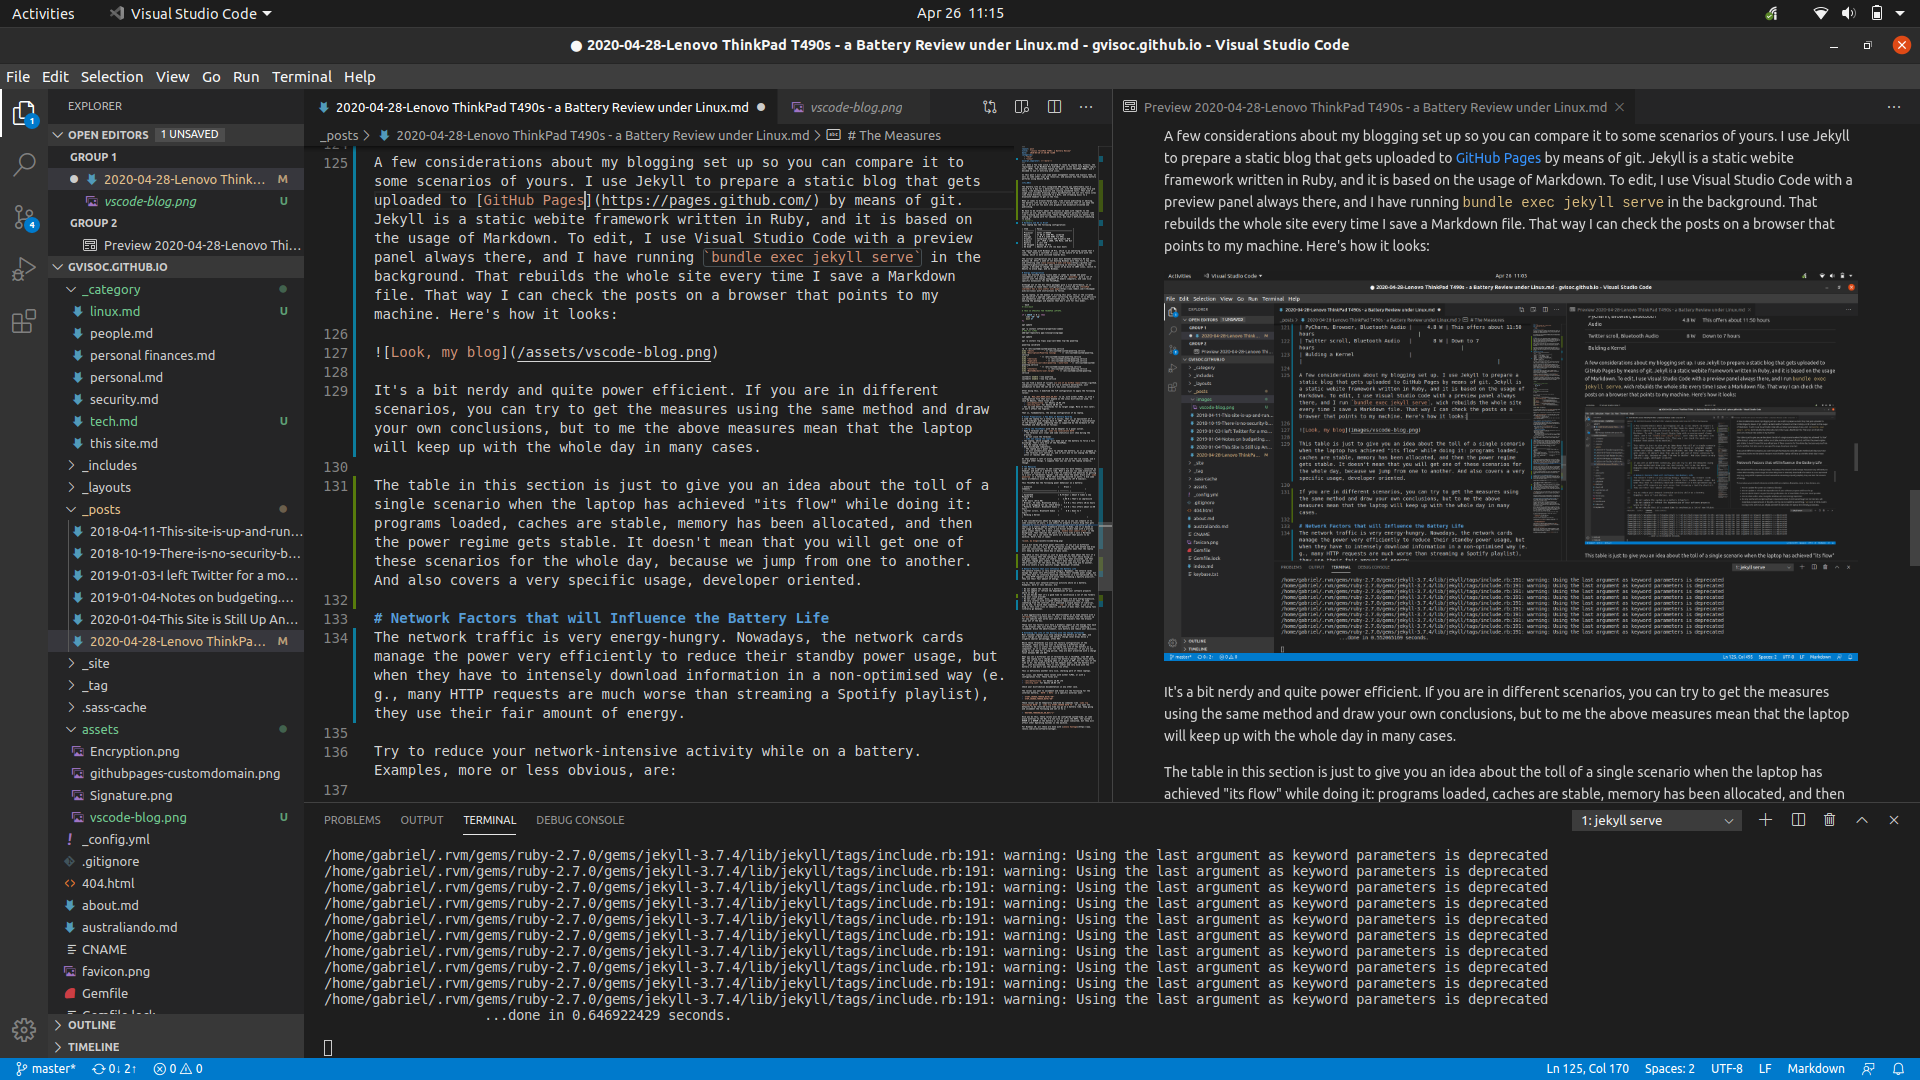 Activities
Visual Studio Code
Apr 26 11:15
● 2020-04-28-Lenovo ThinkPad T490s - a Battery Review under Linux.md - gvisoc.github.io - Visual Studio Code
File Edit Selection View Go Run Terminal Help
EXPLORER
OPEN EDITORS 1 UNSAVED
GROUP 1
2020-04-28-Lenovo Think... M
vscode-blog.png U
GROUP 2
Preview 2020-04-28-Lenovo Thi...
GVISOC.GITHUB.IO
_category
linux.md U
people.md
personal finances.md
personal.md
security.md
tech.md U
this site.md
_includes
_layouts
_posts
2018-04-11-This-site-is-up-and-run...
2018-10-19-There-is-no-security-b...
2019-01-03-I left Twitter for a mo...
2019-01-04-Notes on budgeting....
2020-01-04-This Site is Still Up An...
2020-04-28-Lenovo ThinkPa... M
_site
_tag
.sass-cache
assets
Encryption.png
githubpages-customdomain.png
Signature.png
vscode-blog.png U
_config.yml
.gitignore
404.html
about.md
australiando.md
CNAME
favicon.png
Gemfile
Gemfile.lock
OUTLINE
TIMELINE
2020-04-28-Lenovo ThinkPad T490s - a Battery Review under Linux.md
vscode-blog.png
_posts > 2020-04-28-Lenovo ThinkPad T490s - a Battery Review under Linux.md > # The Measures
125 A few considerations about my blogging set up so you can compare it to
some scenarios of yours. I use Jekyll to prepare a static blog that gets
uploaded to [GitHub Pages](https://pages.github.com/) by means of git.
Jekyll is a static webite framework written in Ruby, and it is based on
the usage of Markdown. To edit, I use Visual Studio Code with a preview
panel always there, and I have running `bundle exec jekyll serve` in the
background. That rebuilds the whole site every time I save a Markdown
file. That way I can check the posts on a browser that points to my
machine. Here's how it looks:
126
127 ![Look, my blog](/assets/vscode-blog.png)
128
129 It's a bit nerdy and quite power efficient. If you are in different
scenarios, you can try to get the measures using the same method and draw
your own conclusions, but to me the above measures mean that the laptop
will keep up with the whole day in many cases.
130
131 The table in this section is just to give you an idea about the toll of a
single scenario when the laptop has achieved "its flow" while doing it:
programs loaded, caches are stable, memory has been allocated, and then
the power regime gets stable. It doesn't mean that you will get one of
these scenarios for the whole day, because we jump from one to another.
And also covers a very specific usage, developer oriented.
132
133 # Network Factors that will Influence the Battery Life
134 The network traffic is very energy-hungry. Nowadays, the network cards
manage the power very efficiently to reduce their standby power usage, but
when they have to intensely download information in a non-optimised way (e.
g., many HTTP requests are much worse than streaming a Spotify playlist),
they use their fair amount of energy.
135
136 Try to reduce your network-intensive activity while on a battery.
Examples, more or less obvious, are:
137
Preview 2020-04-28-Lenovo ThinkPad T490s - a Battery Review under Linux.md
A few considerations about my blogging set up so you can compare it to some scenarios of yours. I use Jekyll
to prepare a static blog that gets uploaded to GitHub Pages by means of git. Jekyll is a static webite
framework written in Ruby, and it is based on the usage of Markdown. To edit, I use Visual Studio Code with a
preview panel always there, and I have running bundle exec jekyll serve in the background. That
rebuilds the whole site every time I save a Markdown file. That way I can check the posts on a browser that
points to my machine. Here's how it looks:
It's a bit nerdy and quite power efficient. If you are in different scenarios, you can try to get the measures
using the same method and draw your own conclusions, but to me the above measures mean that the laptop
will keep up with the whole day in many cases.
The table in this section is just to give you an idea about the toll of a single scenario when the laptop has
achieved "its flow" while doing it: programs loaded, caches are stable, memory has been allocated, and then
PROBLEMS OUTPUT TERMINAL DEBUG CONSOLE
1: jekyll serve
/home/gabriel/.rvm/gems/ruby-2.7.0/gems/jekyll-3.7.4/lib/jekyll/tags/include.rb:191: warning: Using the last argument as keyword parameters is deprecated
/home/gabriel/.rvm/gems/ruby-2.7.0/gems/jekyll-3.7.4/lib/jekyll/tags/include.rb:191: warning: Using the last argument as keyword parameters is deprecated
/home/gabriel/.rvm/gems/ruby-2.7.0/gems/jekyll-3.7.4/lib/jekyll/tags/include.rb:191: warning: Using the last argument as keyword parameters is deprecated
/home/gabriel/.rvm/gems/ruby-2.7.0/gems/jekyll-3.7.4/lib/jekyll/tags/include.rb:191: warning: Using the last argument as keyword parameters is deprecated
/home/gabriel/.rvm/gems/ruby-2.7.0/gems/jekyll-3.7.4/lib/jekyll/tags/include.rb:191: warning: Using the last argument as keyword parameters is deprecated
/home/gabriel/.rvm/gems/ruby-2.7.0/gems/jekyll-3.7.4/lib/jekyll/tags/include.rb:191: warning: Using the last argument as keyword parameters is deprecated
/home/gabriel/.rvm/gems/ruby-2.7.0/gems/jekyll-3.7.4/lib/jekyll/tags/include.rb:191: warning: Using the last argument as keyword parameters is deprecated
/home/gabriel/.rvm/gems/ruby-2.7.0/gems/jekyll-3.7.4/lib/jekyll/tags/include.rb:191: warning: Using the last argument as keyword parameters is deprecated
/home/gabriel/.rvm/gems/ruby-2.7.0/gems/jekyll-3.7.4/lib/jekyll/tags/include.rb:191: warning: Using the last argument as keyword parameters is deprecated
/home/gabriel/.rvm/gems/ruby-2.7.0/gems/jekyll-3.7.4/lib/jekyll/tags/include.rb:191: warning: Using the last argument as keyword parameters is deprecated
...done in 0.646922429 seconds.
master* 0↓ 2↑ 0 0
Ln 125, Col 170 Spaces: 2 UTF-8 LF Markdown